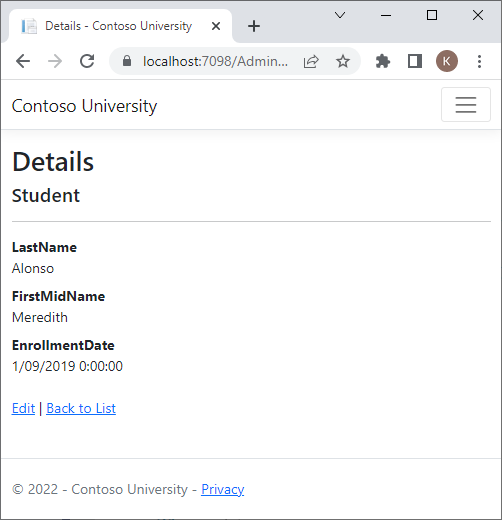 Details - Contoso University
localhost:7098/Admin...
K
Contoso University
Details
Student
LastName
Alonso
FirstMidName
Meredith
EnrollmentDate
1/09/2019 0:00:00
Edit | Back to List
© 2022 - Contoso University - Privacy